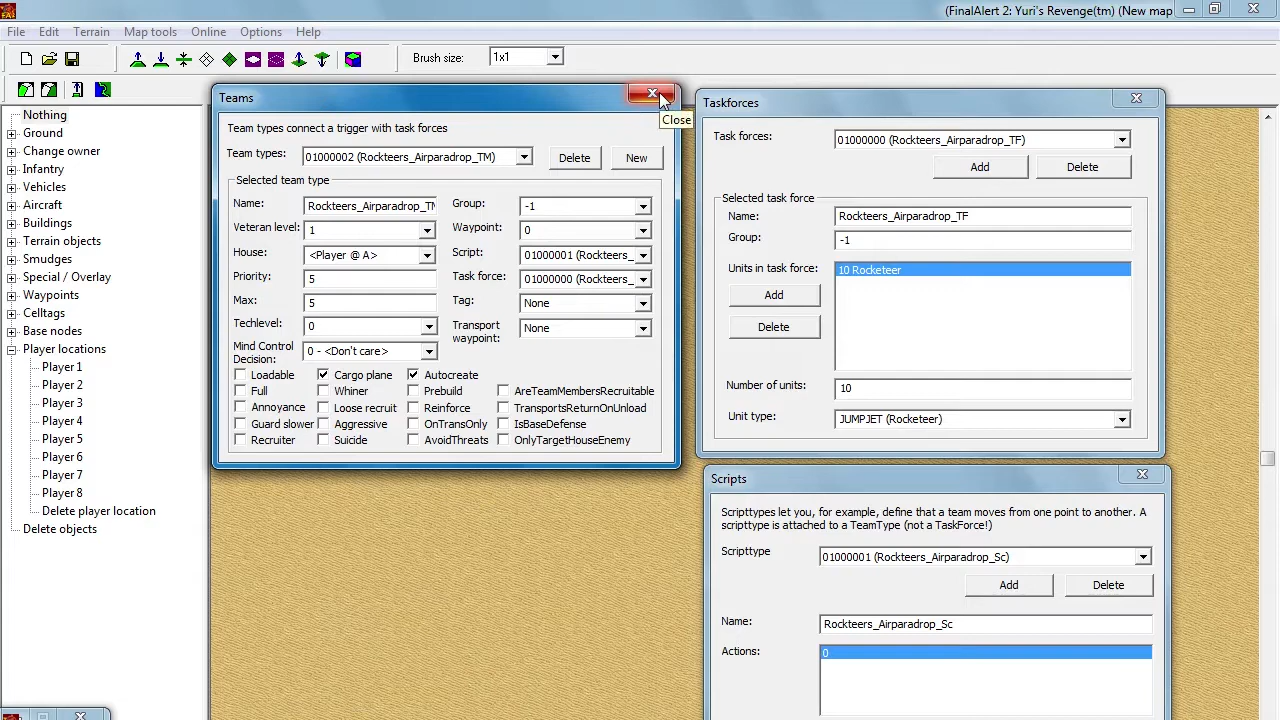 (FinalAlert 2: Yuri's Revenge(tm) (New map
File Edit Terrain Map tools Online Options Help
Brush size: 1x1
Nothing
Ground
Change owner
Infantry
Vehicles
Aircraft
Buildings
Terrain objects
Smudges
Special / Overlay
Waypoints
Celltags
Base nodes
Player locations
Player 1
Player 2
Player 3
Player 4
Player 5
Player 6
Player 7
Player 8
Delete player location
Delete objects
Teams
Close
Team types connect a trigger with task forces
Team types: 01000002 (Rockteers_Airparadrop_TM) Delete New
Selected team type
Name: Rockteers_Airparadrop_TM Group: -1
Veteran level: 1 Waypoint: 0
House: <Player @ A> Script: 01000001 (Rockteers_
Priority: 5 Task force: 01000000 (Rockteers_
Max: 5 Tag: None
Techlevel: 0 Transport waypoint: None
Mind Control Decision: 0 - <Don't care>
Loadable Cargo plane Autocreate
Full Whiner Prebuild AreTeamMembersRecruitable
Annoyance Loose recruit Reinforce TransportsReturnOnUnload
Guard slower Aggressive OnTransOnly IsBaseDefense
Recruiter Suicide AvoidThreats OnlyTargetHouseEnemy
Taskforces
Task forces: 01000000 (Rockteers_Airparadrop_TF)
Add Delete
Selected task force
Name: Rockteers_Airparadrop_TF
Group: -1
Units in task force: 10 Rocketeer
Add
Delete
Number of units: 10
Unit type: JUMPJET (Rocketeer)
Scripts
Scripttypes let you, for example, define that a team moves from one point to another. A
scripttype is attached to a TeamType (not a TaskForce!)
Scripttype 01000001 (Rockteers_Airparadrop_Sc)
Add Delete
Name: Rockteers_Airparadrop_Sc
Actions: 0